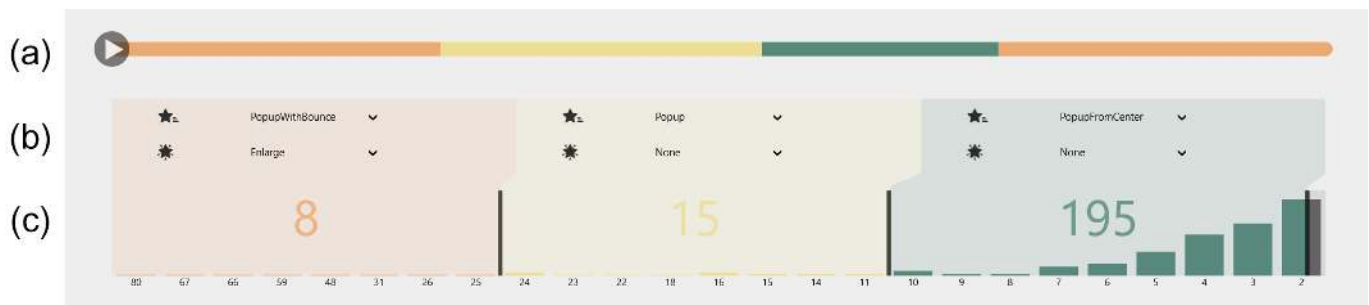 (a)
(b)
PopupWithBounce
Popup
PopupFromCenter
Enlarge
None
None
(c)
8
15
195
80 67 66 59 48 31 26 25 24 23 22 18 16 15 14 11 10 9 8 7 6 5 4 3 2